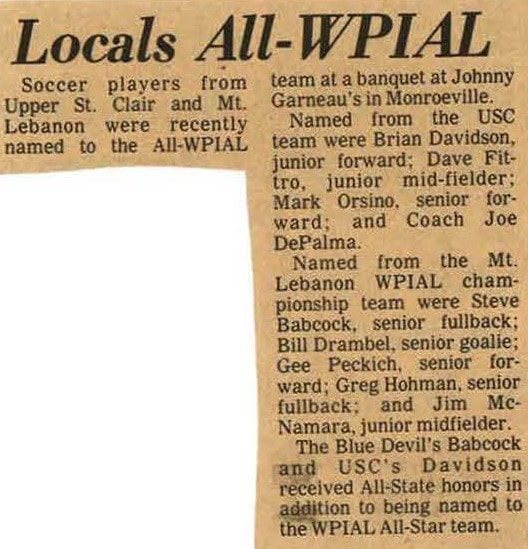 Locals All-WPIAL
Soccer players from
Upper St. Clair and Mt.
Lebanon were recently
named to the All-WPIAL
team at a banquet at Johnny
Garneau's in Monroeville.
Named from the USC
team were Brian Davidson,
junior forward; Dave Fit-
tro, junior mid-fielder;
Mark Orsino, senior for-
ward; and Coach Joe
DePalma.
Named from the Mt.
Lebanon WPIAL cham-
pionship team were Steve
Babcock, senior fullback;
Bill Drambel, senior goalie;
Gee Peckich, senior for-
ward; Greg Hohman, senior
fullback; and Jim Mc-
Namara, junior midfielder.
The Blue Devil's Babcock
and USC's Davidson
received All-State honors in
addition to being named to
the WPIAL All-Star team.